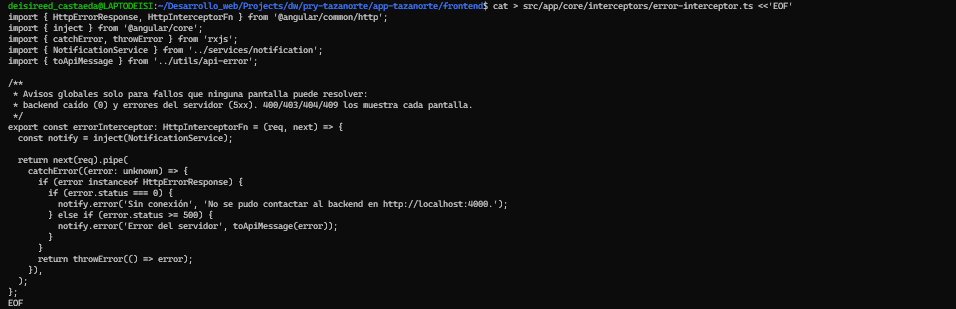 deisireed_castaeda@LAPTODEISI:~/Desarrollo_web/Projects/dw/pry-tazanorte/app-tazanorte/frontend$ cat > src/app/core/interceptors/error-interceptor.ts <<'EOF'
import { HttpErrorResponse, HttpInterceptorFn } from '@angular/common/http';
import { inject } from '@angular/core';
import { catchError, throwError } from 'rxjs';
import { NotificationService } from '../services/notification';
import { toApiMessage } from '../utils/api-error';

/**
 * Avisos globales solo para fallos que ninguna pantalla puede resolver:
 * backend caído (0) y errores del servidor (5xx). 400/403/404/409 los muestra cada pantalla.
 */
export const errorInterceptor: HttpInterceptorFn = (req, next) => {
  const notify = inject(NotificationService);

  return next(req).pipe(
    catchError((error: unknown) => {
      if (error instanceof HttpErrorResponse) {
        if (error.status === 0) {
          notify.error('Sin conexión', 'No se pudo contactar al backend en http://localhost:4000.');
        } else if (error.status >= 500) {
          notify.error('Error del servidor', toApiMessage(error));
        }
      }
      return throwError(() => error);
    }),
  );
};
EOF